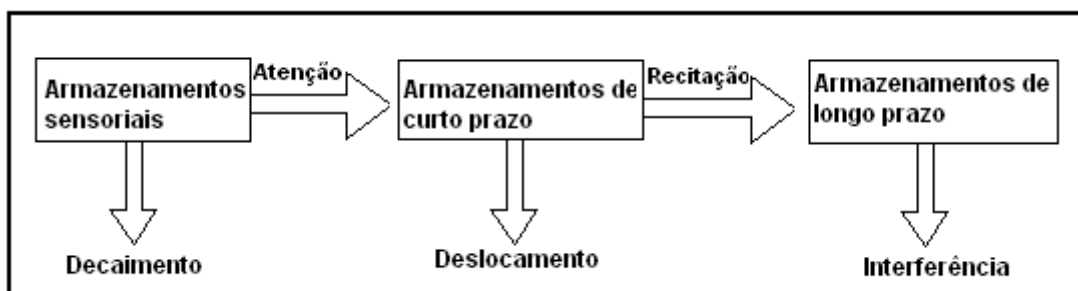 Armazenamentos sensoriais
Atenção
Armazenamentos de curto prazo
Recitação
Armazenamentos de longo prazo
Decaimento
Deslocamento
Interferência